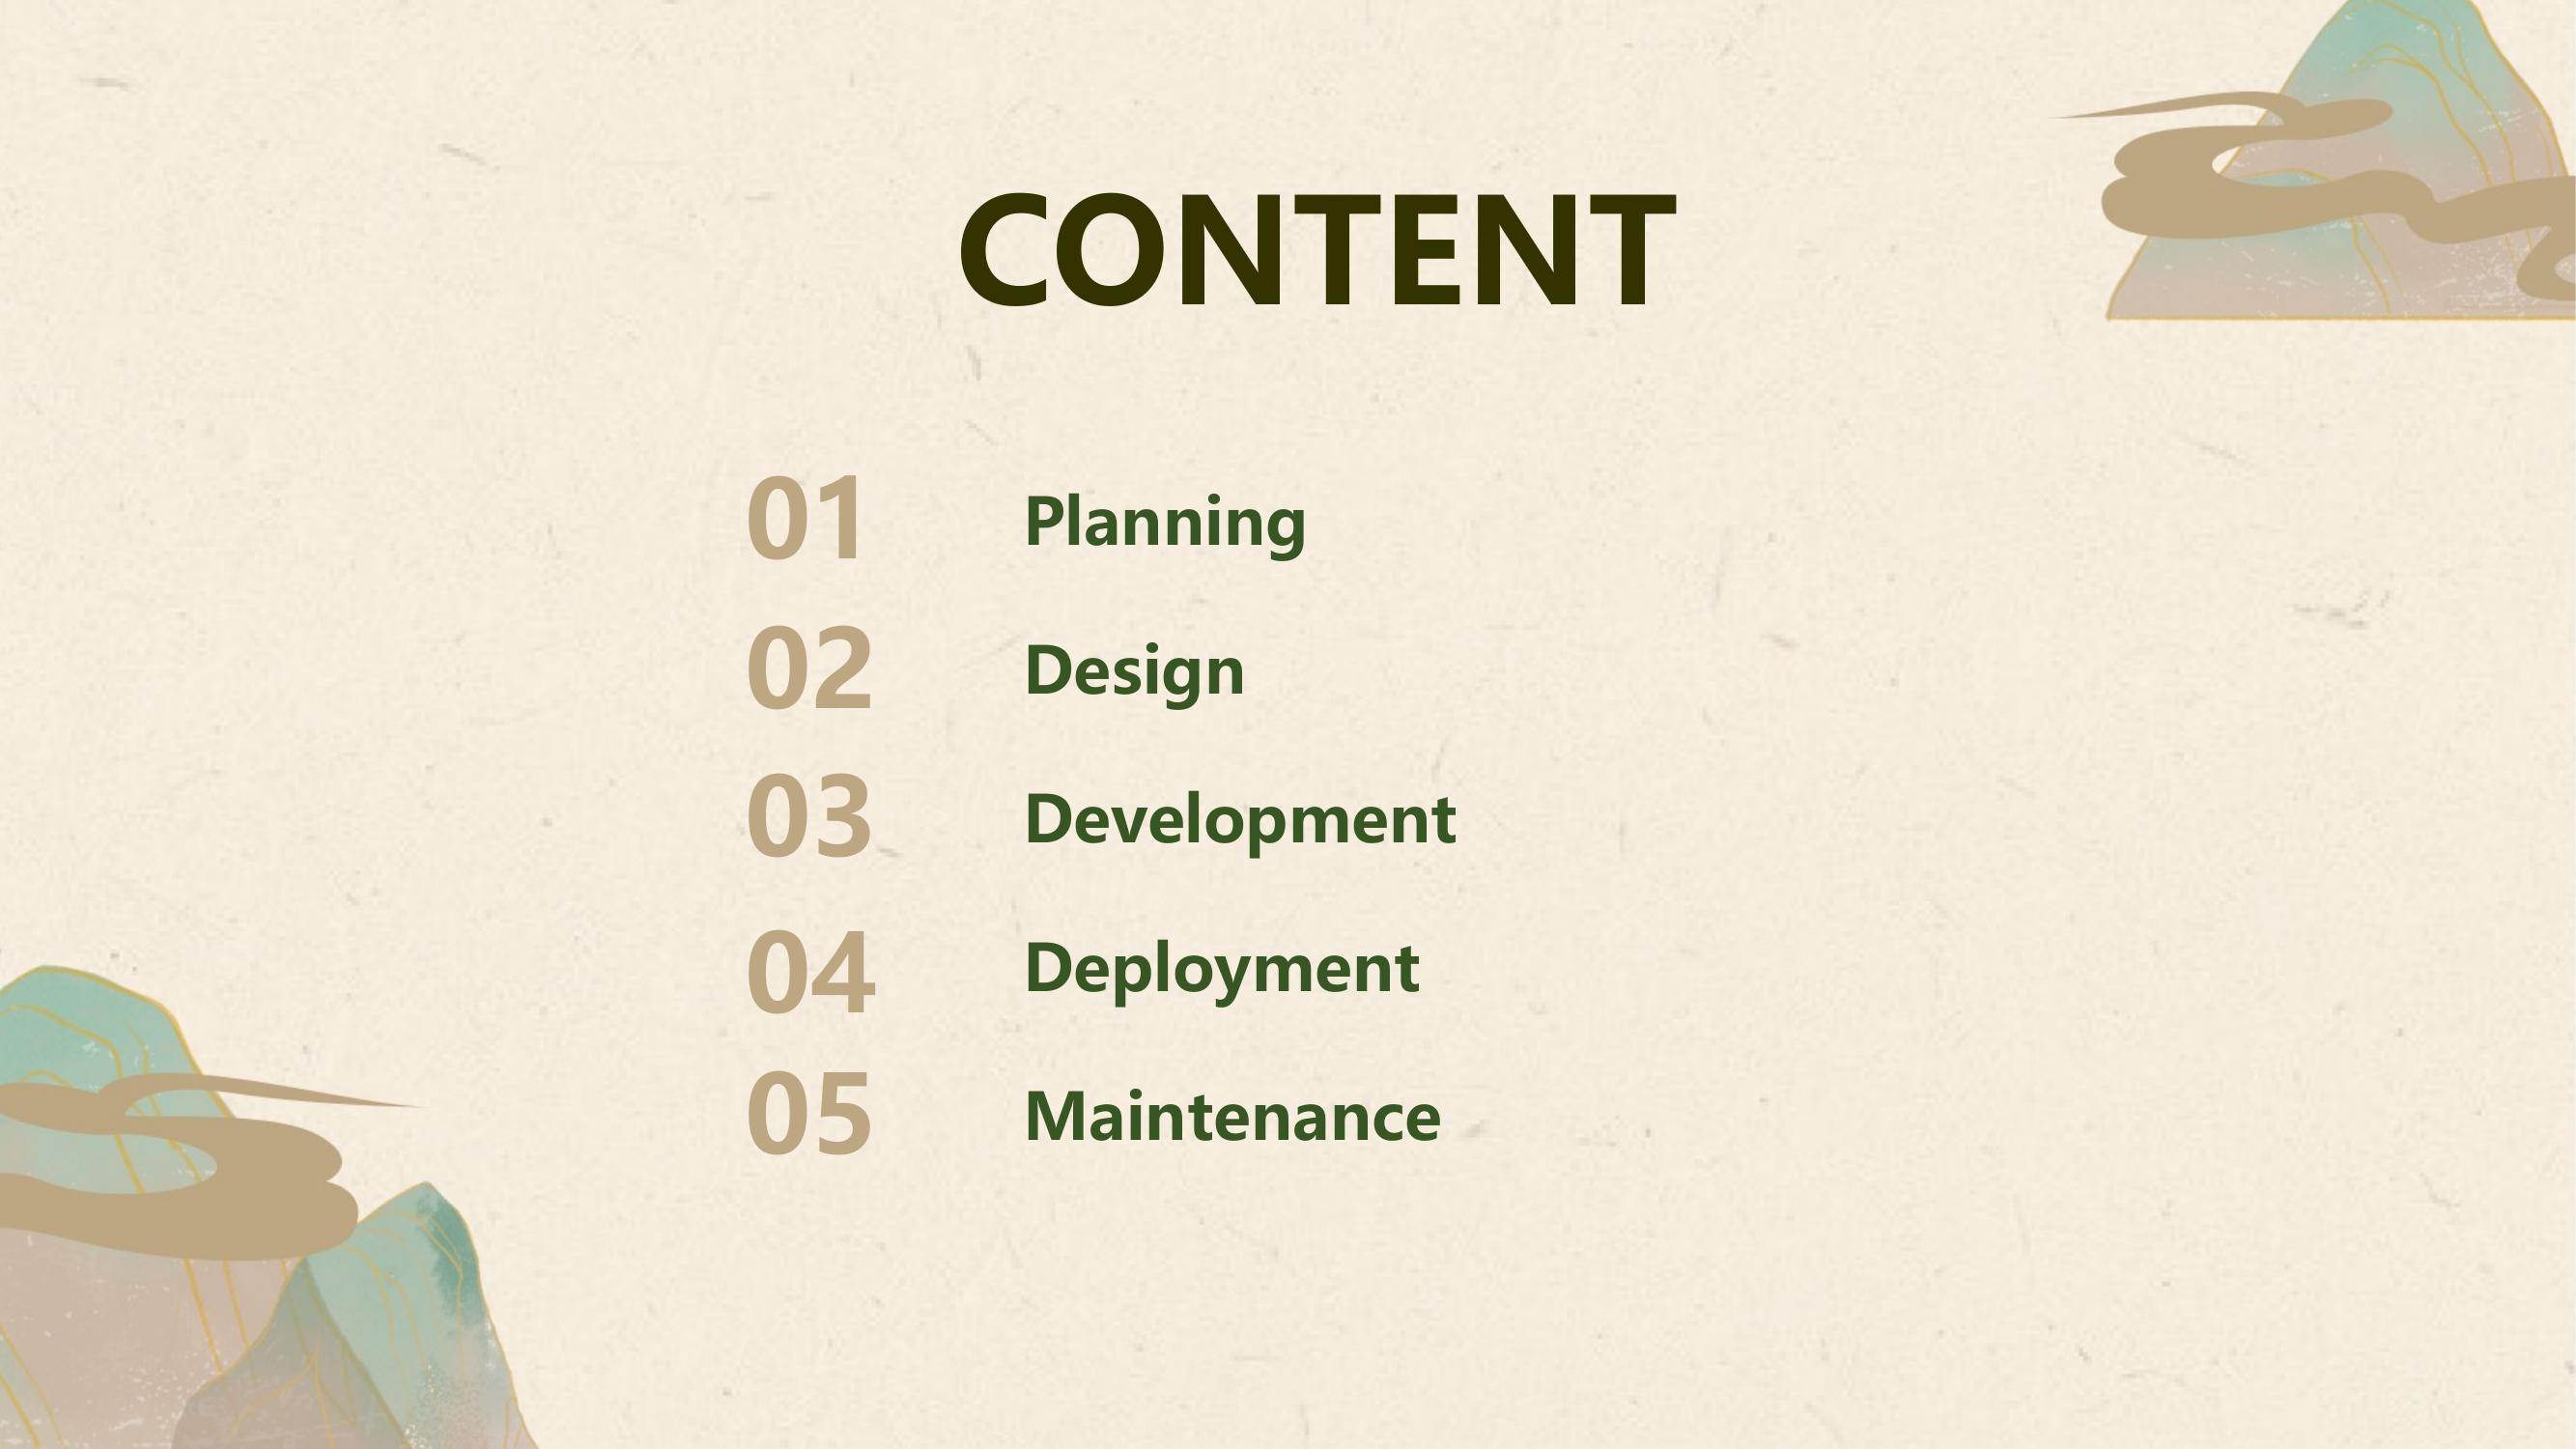 CONTENT
01 Planning
02 Design
03 Development
04 Deployment
05 Maintenance